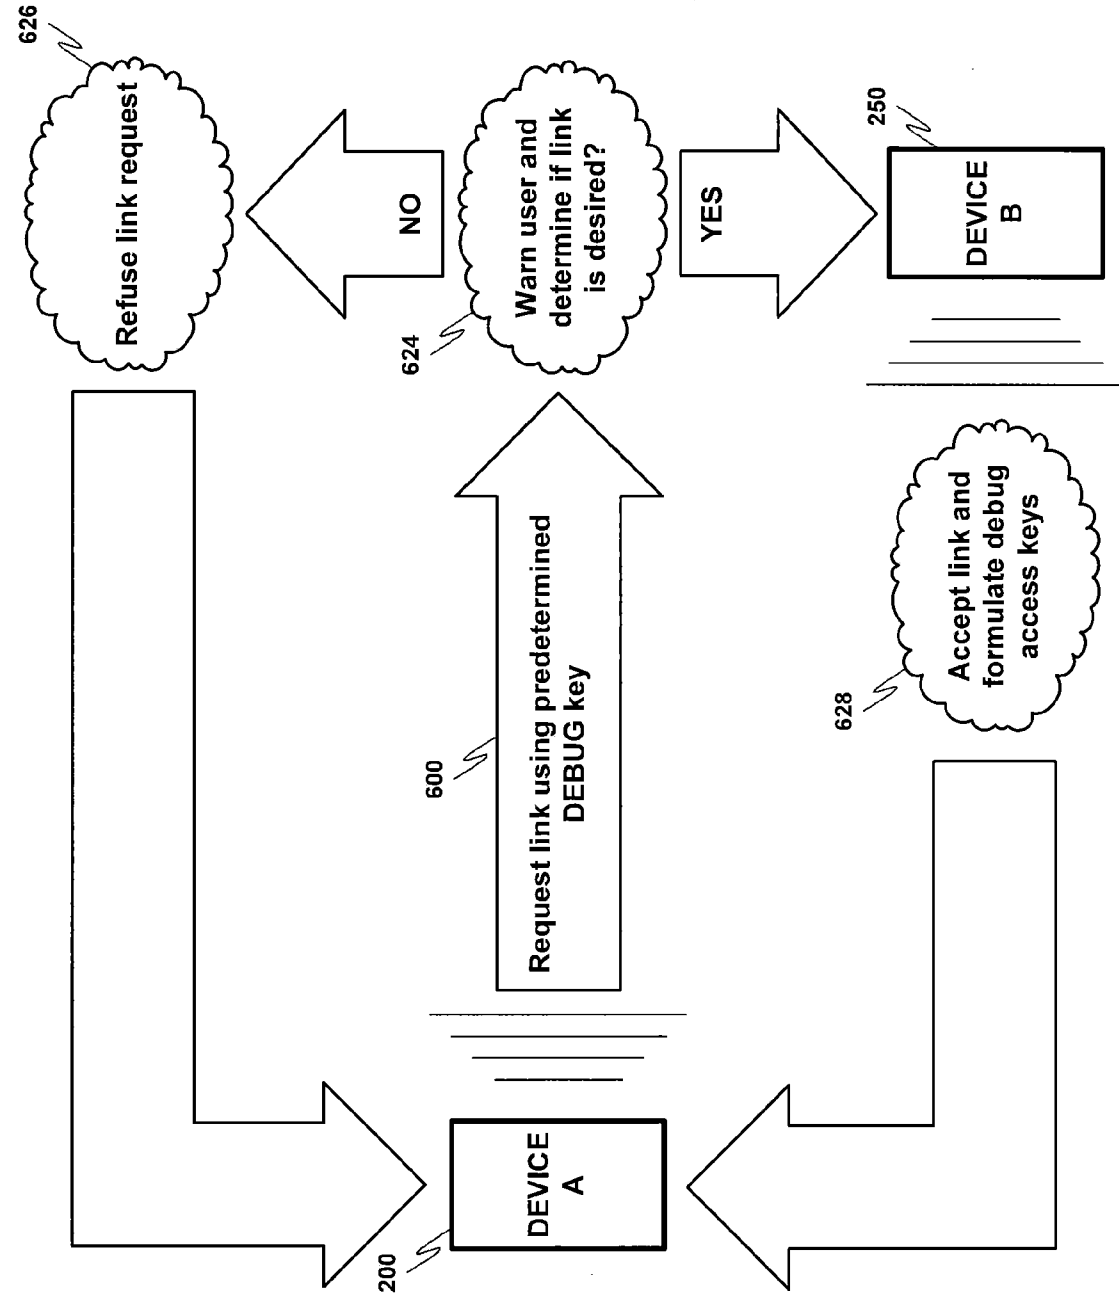 626
Refuse link request
NO
624
Warn user and
determine if link
is desired?
YES
250
DEVICE
B
600
Request link using predetermined
DEBUG key
628
Accept link and
formulate debug
access keys
200
DEVICE
A